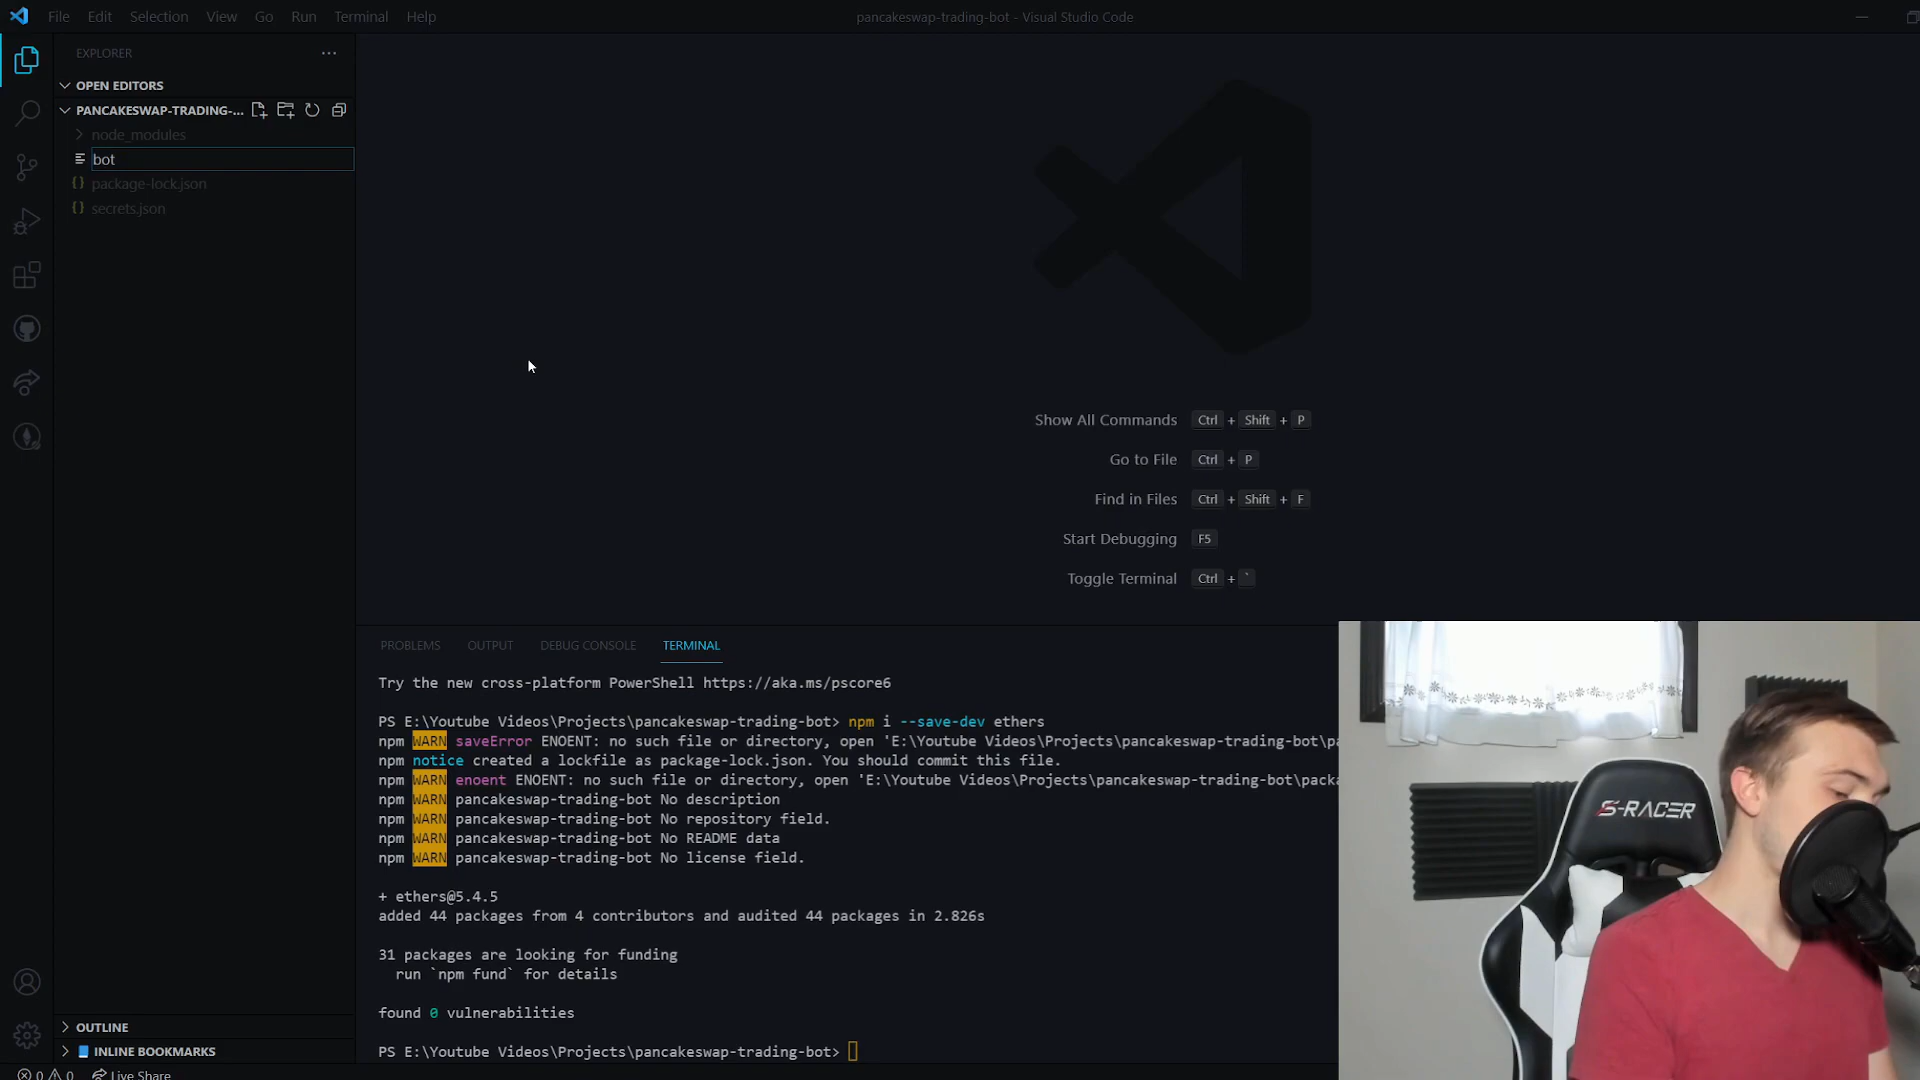 File Edit Selection View Go Run Terminal Help
pancakeswap-trading-bot - Visual Studio Code
EXPLORER
OPEN EDITORS
PANCAKESWAP-TRADING-...
node_modules
bot
package-lock.json
secrets.json
Show All Commands Ctrl + Shift + P
Go to File Ctrl + P
Find in Files Ctrl + Shift + F
Start Debugging F5
Toggle Terminal Ctrl + `
PROBLEMS OUTPUT DEBUG CONSOLE TERMINAL
Try the new cross-platform PowerShell https://aka.ms/pscore6
PS E:\Youtube Videos\Projects\pancakeswap-trading-bot> npm i --save-dev ethers
npm WARN saveError ENOENT: no such file or directory, open 'E:\Youtube Videos\Projects\pancakeswap-trading-bot\pa
npm notice created a lockfile as package-lock.json. You should commit this file.
npm WARN enoent ENOENT: no such file or directory, open 'E:\Youtube Videos\Projects\pancakeswap-trading-bot\packa
npm WARN pancakeswap-trading-bot No description
npm WARN pancakeswap-trading-bot No repository field.
npm WARN pancakeswap-trading-bot No README data
npm WARN pancakeswap-trading-bot No license field.
+ ethers@5.4.5
added 44 packages from 4 contributors and audited 44 packages in 2.826s
31 packages are looking for funding
run `npm fund` for details
found 0 vulnerabilities
PS E:\Youtube Videos\Projects\pancakeswap-trading-bot>
OUTLINE
INLINE BOOKMARKS
0 0 Live Share
S-RACER